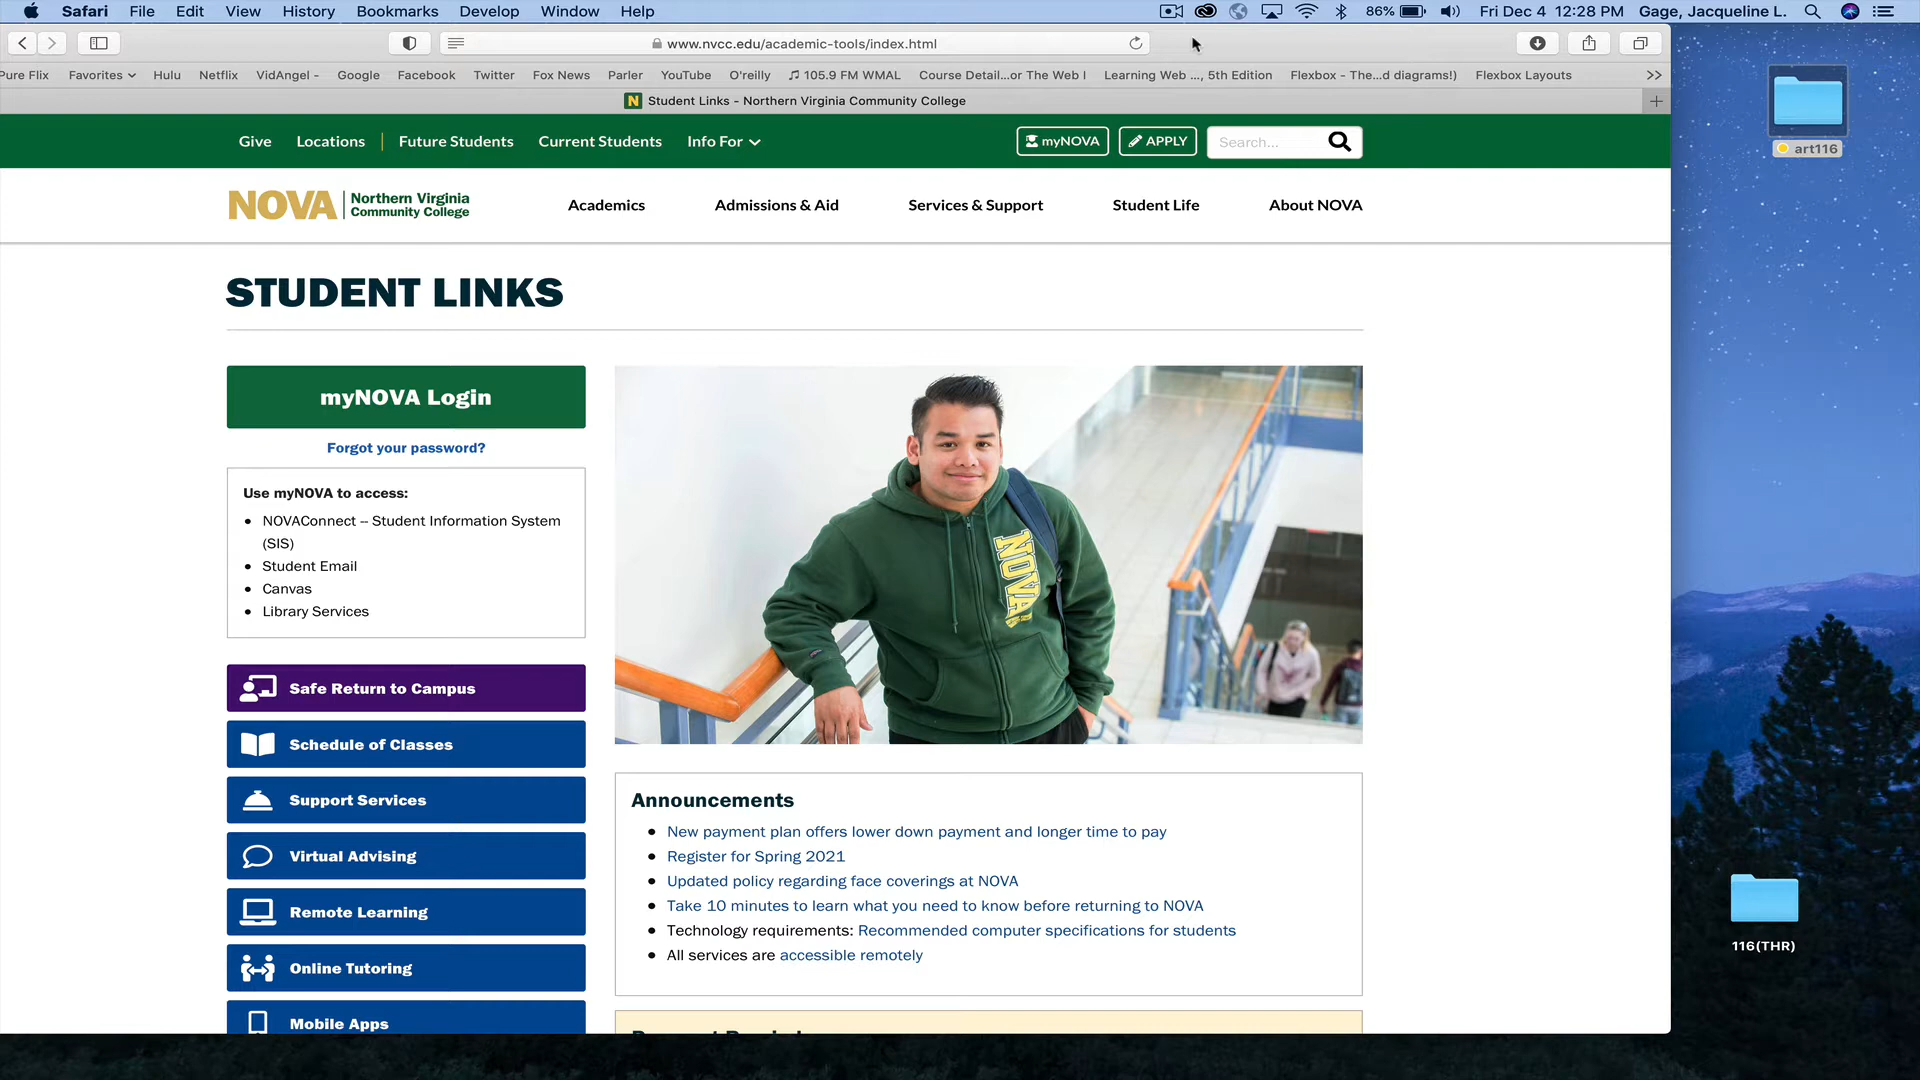 Safari File Edit View History Bookmarks Develop Window Help 86% Fri Dec 4 12:28 PM Gage, Jacqueline L.
www.nvcc.edu/academic-tools/index.html
Pure Flix Favorites Hulu Netflix VidAngel - Google Facebook Twitter Fox News Parler YouTube O'reilly 105.9 FM WMAL Course Detail...or The Web I Learning Web ..., 5th Edition Flexbox - The...d diagrams!) Flexbox Layouts
N Student Links - Northern Virginia Community College
Give Locations Future Students Current Students Info For myNOVA APPLY Search...
NOVA Northern Virginia
Community College
Academics Admissions & Aid Services & Support Student Life About NOVA
STUDENT LINKS
myNOVA Login
Forgot your password?
Use myNOVA to access:
• NOVAConnect -- Student Information System
(SIS)
• Student Email
• Canvas
• Library Services
Safe Return to Campus
Schedule of Classes
Support Services
Virtual Advising
Remote Learning
Online Tutoring
Mobile Apps
NOVA
Announcements
• New payment plan offers lower down payment and longer time to pay
• Register for Spring 2021
• Updated policy regarding face coverings at NOVA
• Take 10 minutes to learn what you need to know before returning to NOVA
• Technology requirements: Recommended computer specifications for students
• All services are accessible remotely
art116
116(THR)